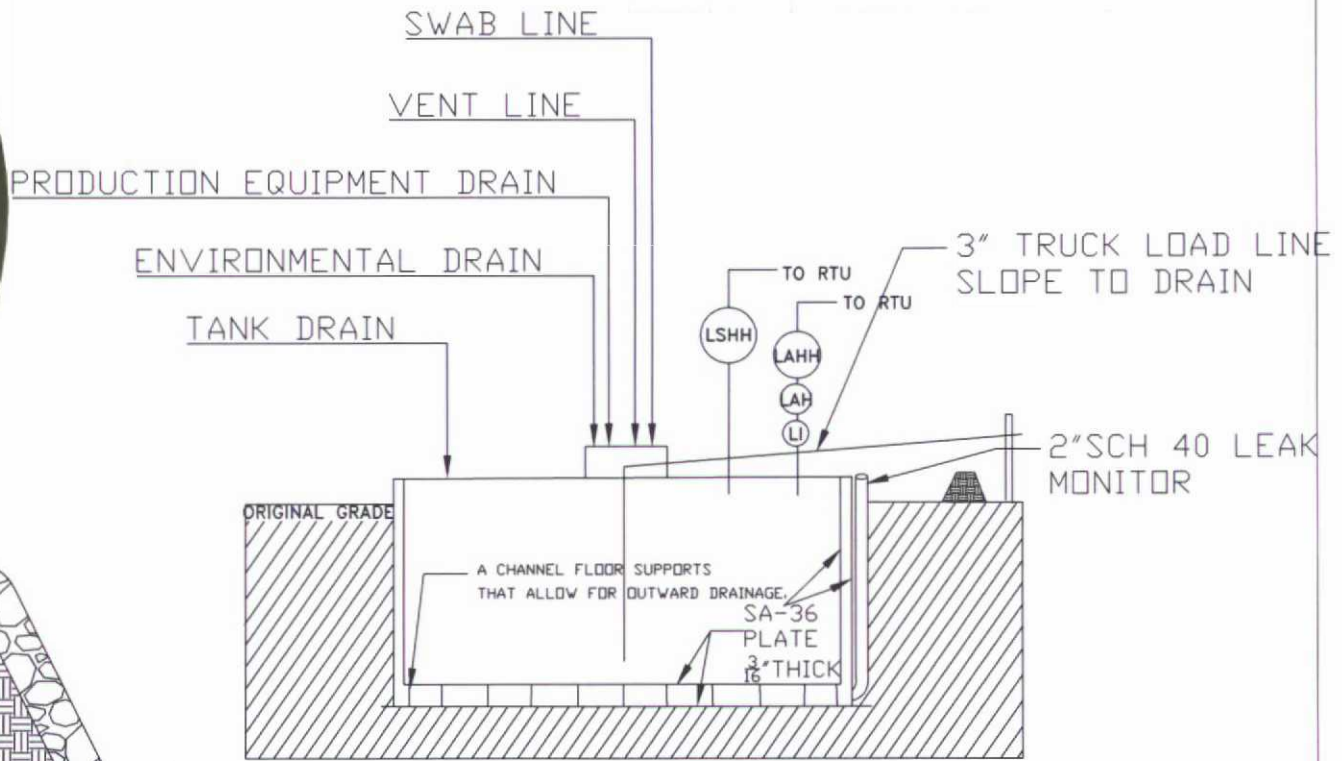 SWAB LINE
VENT LINE
PRODUCTION EQUIPMENT DRAIN
ENVIRONMENTAL DRAIN
TANK DRAIN
TO RTU
TO RTU
3" TRUCK LOAD LINE
SLOPE TO DRAIN
LSHH
LAHH
LAH
LI
2"SCH 40 LEAK
MONITOR
ORIGINAL GRADE
A CHANNEL FLOOR SUPPORTS
THAT ALLOW FOR OUTWARD DRAINAGE.
SA-36
PLATE
3/16"THICK